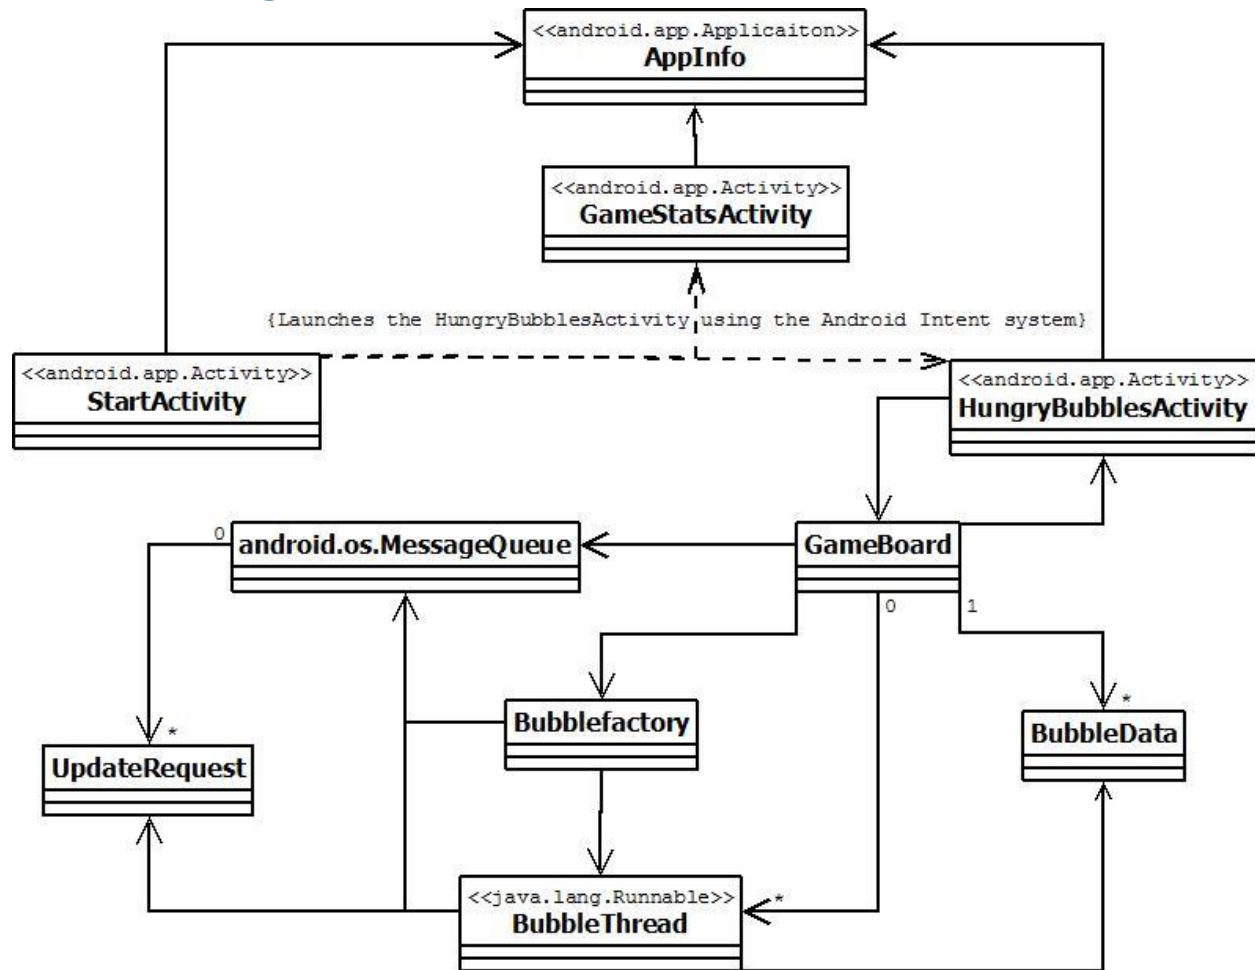 <<android.app.Applicaiton>>
AppInfo
<<android.app.Activity>>
GameStatsActivity
{Launches the HungryBubblesActivity using the Android Intent system}
<<android.app.Activity>>
StartActivity
<<android.app.Activity>>
HungryBubblesActivity
0
android.os.MessageQueue
GameBoard
0
1
Bubblefactory
*
UpdateRequest
*
BubbleData
<<java.lang.Runnable>>
BubbleThread
*